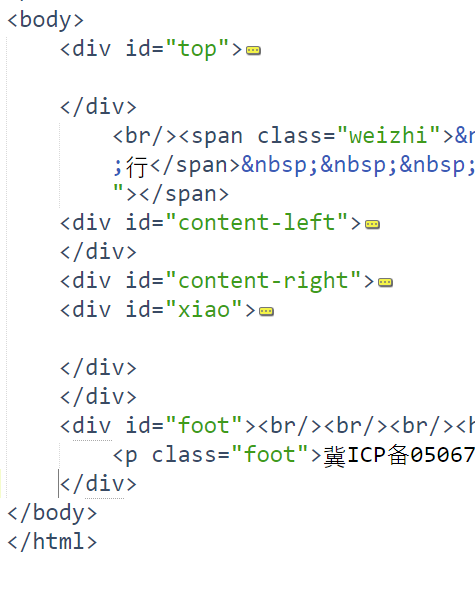 <body>
<div id="top">
</div>
<br/><span class="weizhi">&n
;行</span>&nbsp;&nbsp;&nbsp;
"></span>
<div id="content-left">
</div>
<div id="content-right">
<div id="xiao">
</div>
</div>
<div id="foot"><br/><br/><br/><h
<p class="foot">冀ICP备05067
</div>
</body>
</html>